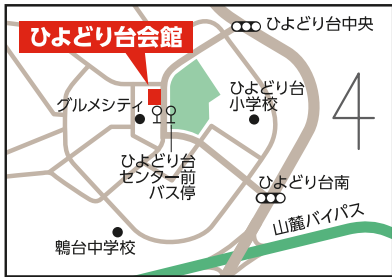 ひよどり台会館
ひよどり台中央
グルメシティ
ひよどり台
小学校
ひよどり台
センター前
バス停
ひよどり台南
山麓バイパス
鵯台中学校